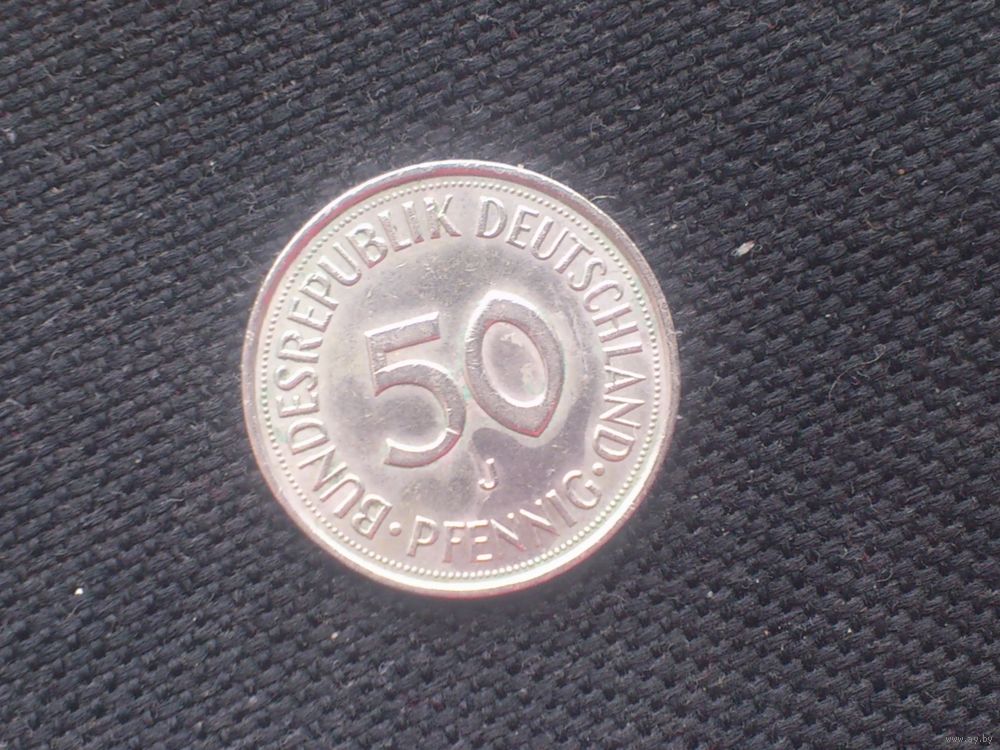 BUNDESREPUBLIK DEUTSCHLAND
50
J
· PFENNIG ·
www.ay.by